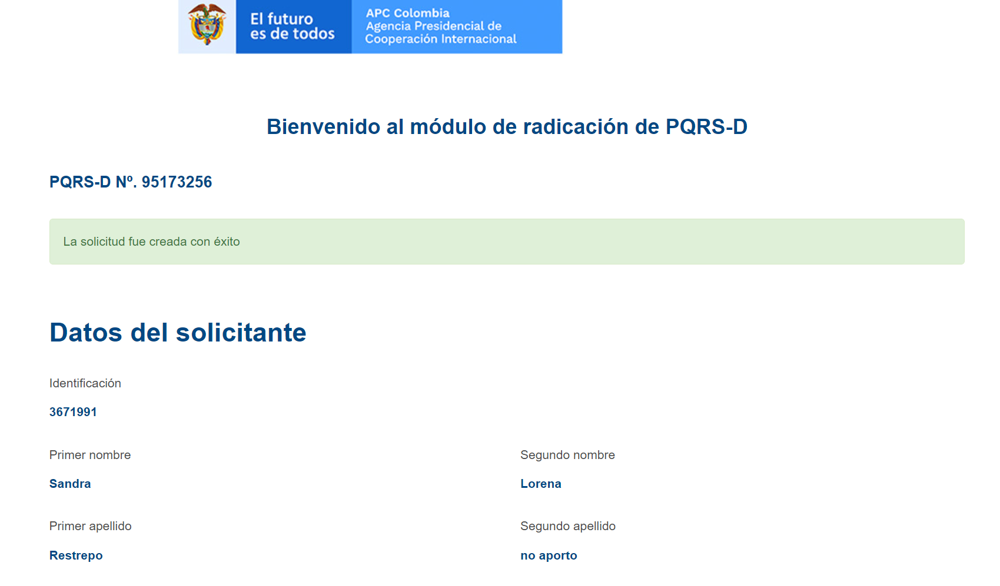 El futuro
es de todos
APC Colombia
Agencia Presidencial de
Cooperación Internacional
Bienvenido al módulo de radicación de PQRS-D
PQRS-D Nº. 95173256
La solicitud fue creada con éxito
Datos del solicitante
Identificación
3671991
Primer nombre
Segundo nombre
Sandra
Lorena
Primer apellido
Segundo apellido
Restrepo
no aporto